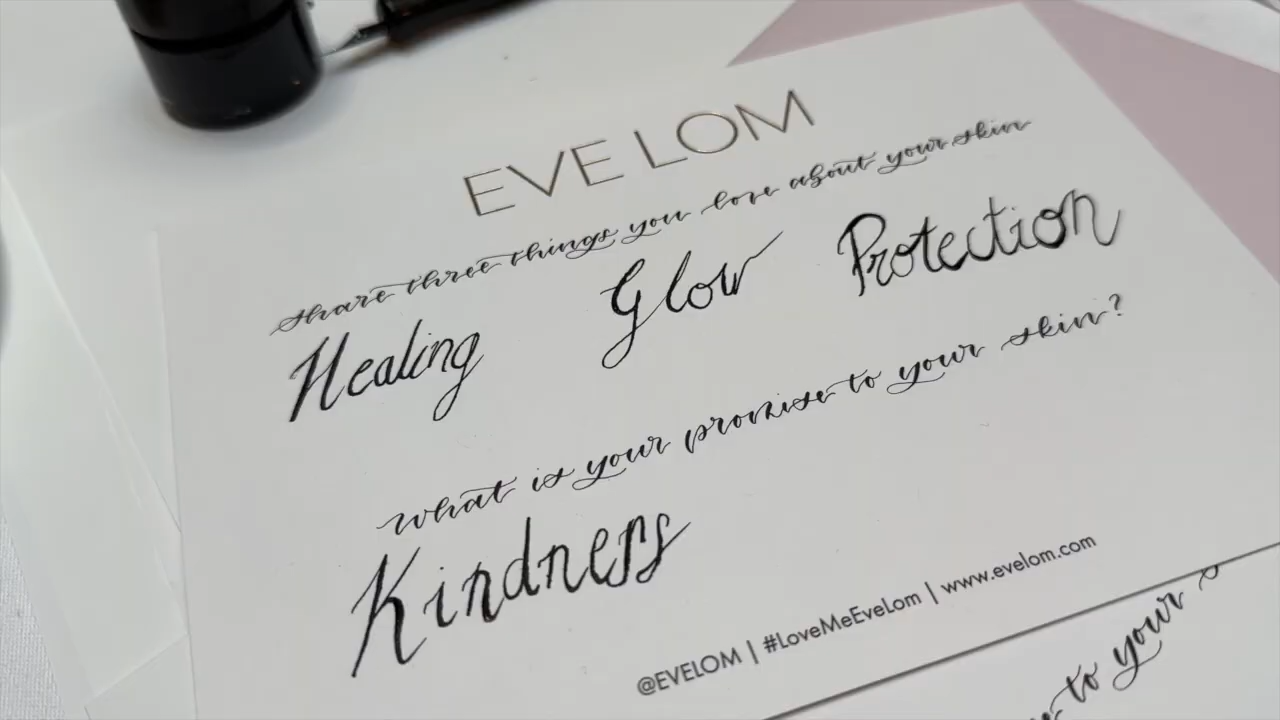 EVE LOM
share three things you love about your skin
Healing Glow Protection
What is your promise to your skin?
Kindness
@EVELOM | #LoveMeEveLom | www.evelom.com
to your